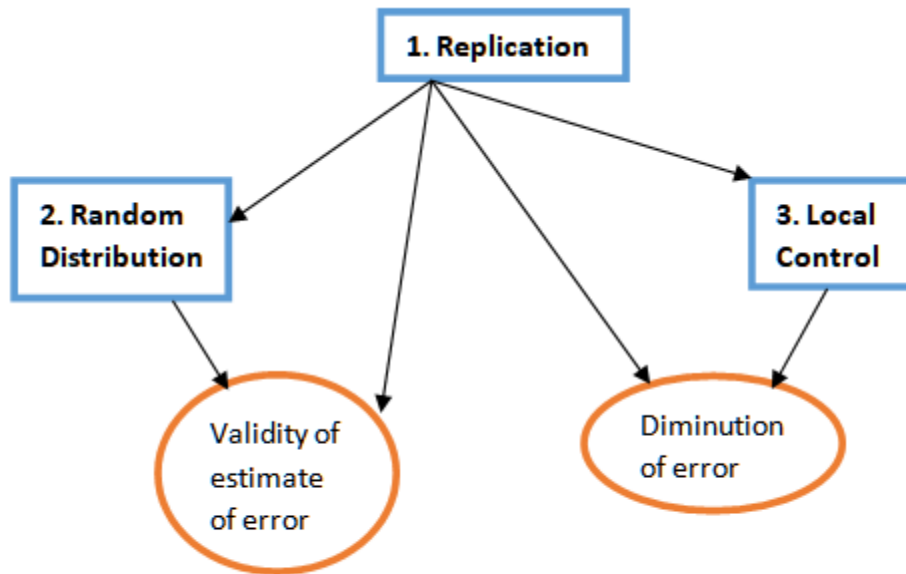 1. Replication
2. Random
Distribution
3. Local
Control
Validity of
estimate
of error
Diminution
of error